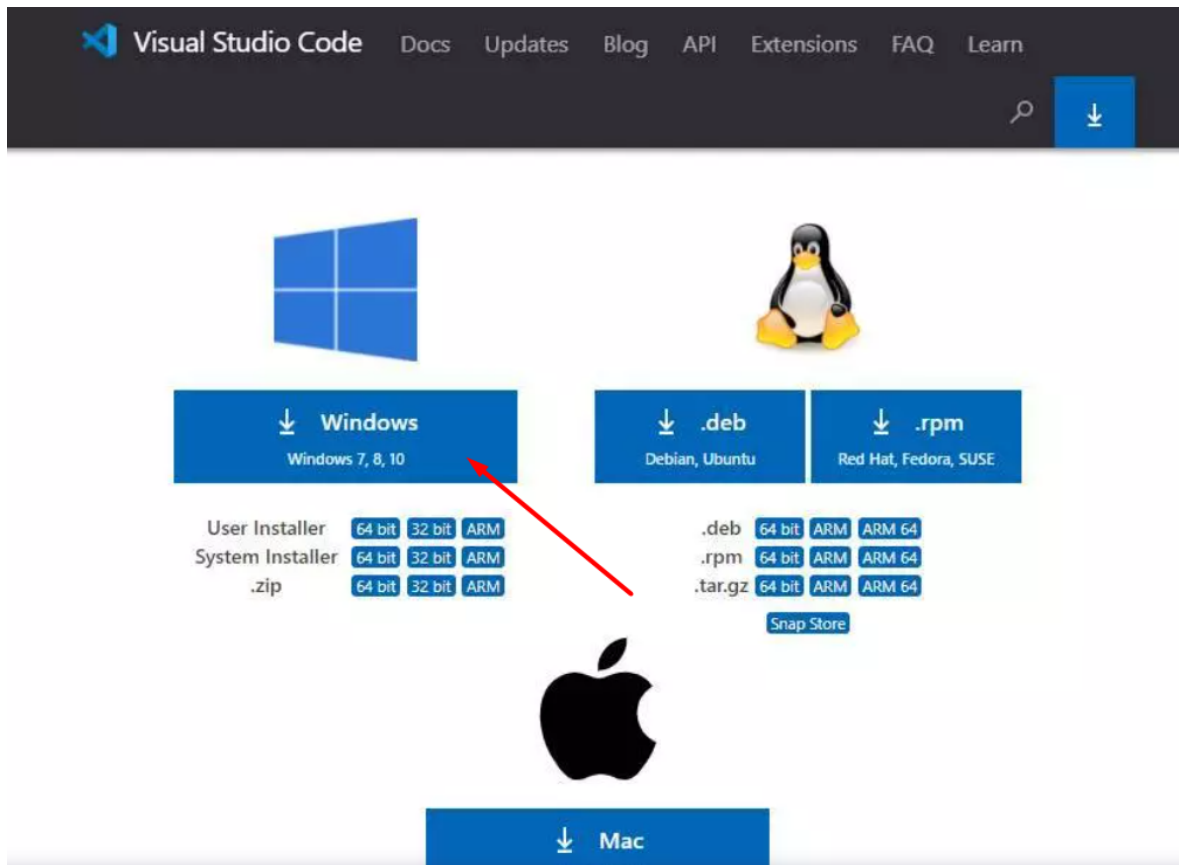 Visual Studio Code Docs Updates Blog API Extensions FAQ Learn
Windows
Windows 7, 8, 10
User Installer 64 bit 32 bit ARM
System Installer 64 bit 32 bit ARM
.zip 64 bit 32 bit ARM
.deb
Debian, Ubuntu
.rpm
Red Hat, Fedora, SUSE
.deb 64 bit ARM ARM 64
.rpm 64 bit ARM ARM 64
.tar.gz 64 bit ARM ARM 64
Snap Store
Mac